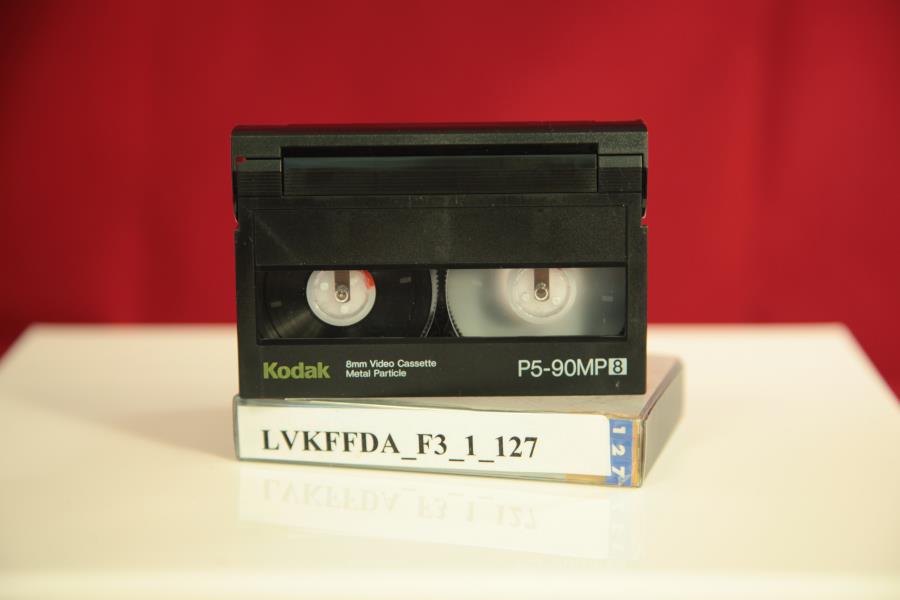 Kodak
8mm Video Cassette
Metal Particle
P5-90MP8
LVKFFDA_F3_1_127
127